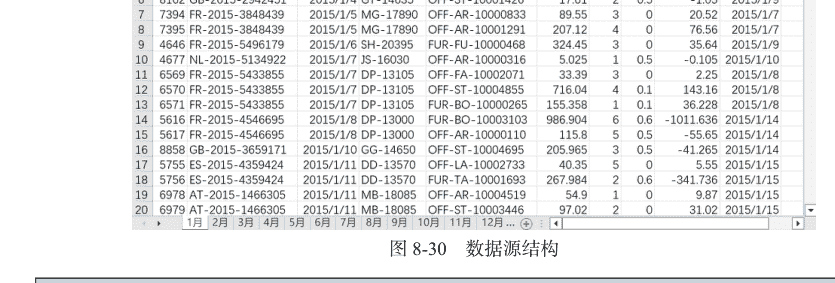 7 7394 FR-2015-3848439 2015/1/5 MG-17890 OFF-AR-10000833 89.55 3 0 20.52 2015/1/7
8 7395 FR-2015-3848439 2015/1/5 MG-17890 OFF-AR-10001291 207.12 4 0 76.56 2015/1/7
9 4646 FR-2015-5496179 2015/1/6 SH-20395 FUR-FU-10000468 324.45 3 0 35.64 2015/1/9
10 4677 NL-2015-5134922 2015/1/7 JS-16030 OFF-AR-10000316 5.025 1 0.5 -0.105 2015/1/10
11 6569 FR-2015-5433855 2015/1/7 DP-13105 OFF-FA-10002071 33.39 3 0 2.25 2015/1/8
12 6570 FR-2015-5433855 2015/1/7 DP-13105 OFF-ST-10004855 716.04 4 0.1 143.16 2015/1/8
13 6571 FR-2015-5433855 2015/1/7 DP-13105 FUR-BO-10000265 155.358 1 0.1 36.228 2015/1/8
14 5616 FR-2015-4546695 2015/1/8 DP-13000 FUR-BO-10003103 986.904 6 0.6 -1011.636 2015/1/14
15 5617 FR-2015-4546695 2015/1/8 DP-13000 OFF-AR-10000110 115.8 5 0.5 -55.65 2015/1/14
16 8858 GB-2015-3659171 2015/1/10 GG-14650 OFF-ST-10004695 205.965 3 0.5 -41.265 2015/1/14
17 5755 ES-2015-4359424 2015/1/11 DD-13570 OFF-LA-10002733 40.35 5 0 5.55 2015/1/15
18 5756 ES-2015-4359424 2015/1/11 DD-13570 FUR-TA-10001693 267.984 2 0.6 -341.736 2015/1/15
19 6978 AT-2015-1466305 2015/1/11 MB-18085 OFF-AR-10004519 54.9 1 0 9.87 2015/1/15
20 6979 AT-2015-1466305 2015/1/11 MB-18085 OFF-ST-10003446 97.02 2 0 31.02 2015/1/15
1月 2月 3月 4月 5月 6月 7月 8月 9月 10月 11月 12月 ...
图 8-30 数据源结构